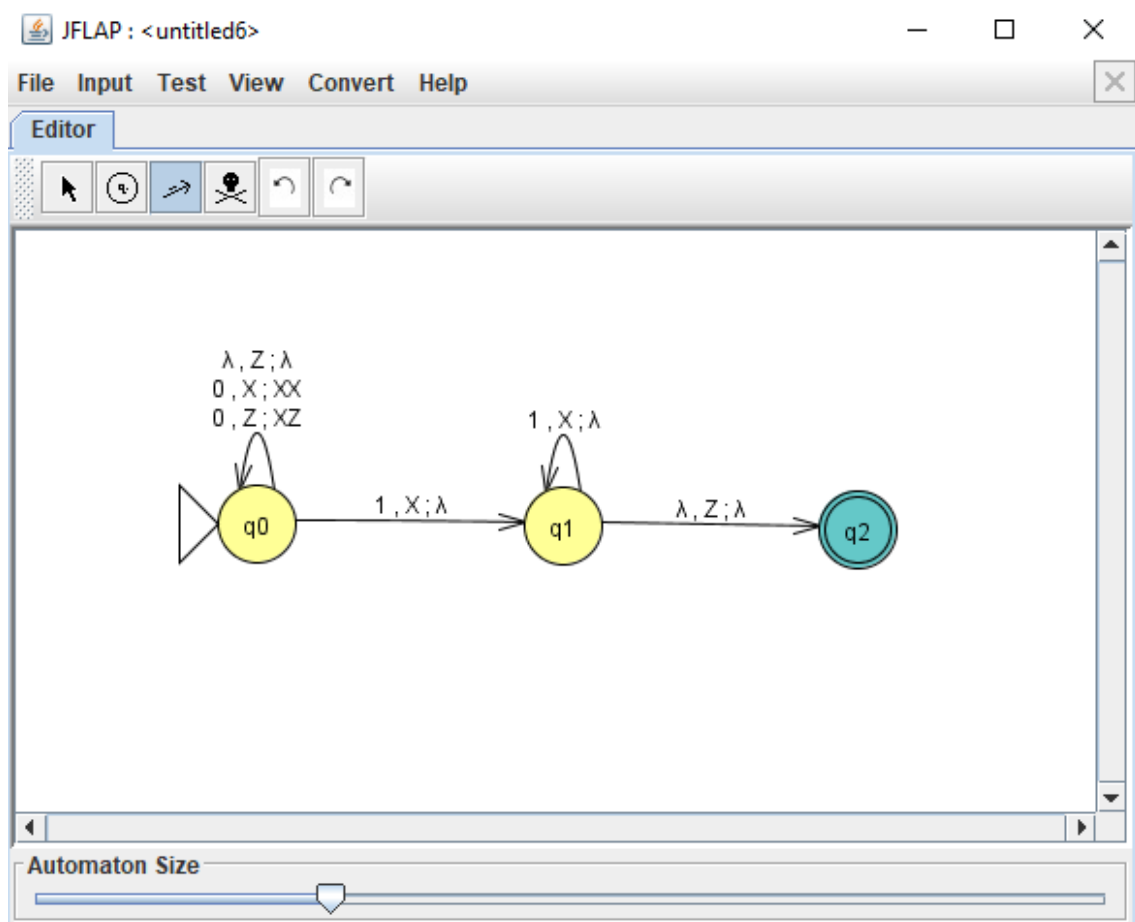 JFLAP : <untitled6>
File Input Test View Convert Help
Editor
q
λ , Z ; λ
0 , X ; XX
0 , Z ; XZ
1 , X ; λ
1 , X ; λ
λ , Z ; λ
q0
q1
q2
Automaton Size